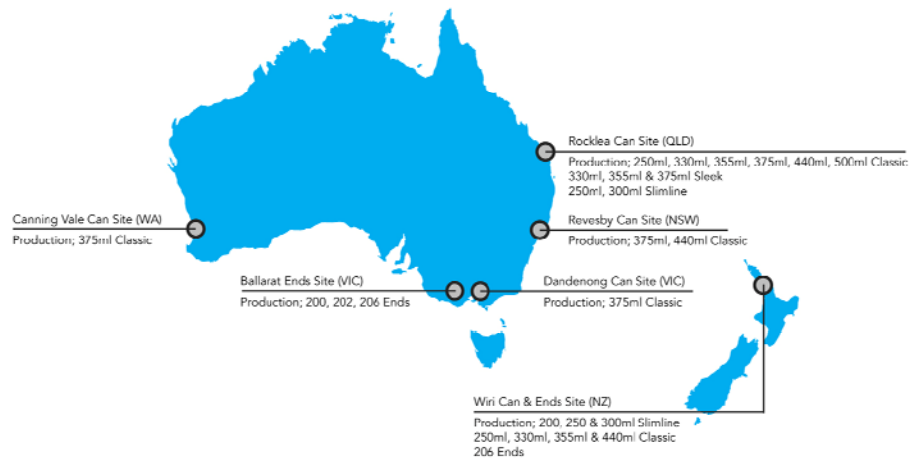 Rocklea Can Site (QLD)
Production; 250ml, 330ml, 355ml, 375ml, 440ml, 500ml Classic
330ml, 355ml & 375ml Sleek
250ml, 300ml Slimline
Canning Vale Can Site (WA)
Production; 375ml Classic
Revesby Can Site (NSW)
Production; 375ml, 440ml Classic
Ballarat Ends Site (VIC)
Production; 200, 202, 206 Ends
Dandenong Can Site (VIC)
Production; 375ml Classic
Wiri Can & Ends Site (NZ)
Production; 200, 250 & 300ml Slimline
250ml, 330ml, 355ml & 440ml Classic
206 Ends